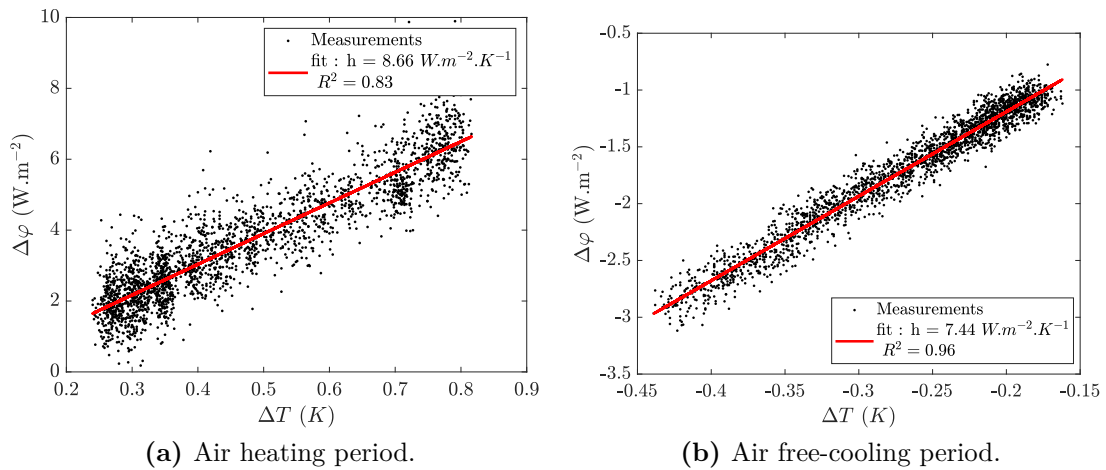 10
8
6
4
2
0
Δφ (W.m⁻²)
Measurements
fit : h = 8.66 W.m⁻².K⁻¹
R² = 0.83
0.2 0.3 0.4 0.5 0.6 0.7 0.8 0.9
ΔT (K)
(a) Air heating period.
-0.5
-1
-1.5
-2
-2.5
-3
-3.5
Δφ (W.m⁻²)
Measurements
fit : h = 7.44 W.m⁻².K⁻¹
R² = 0.96
-0.45 -0.4 -0.35 -0.3 -0.25 -0.2 -0.15
ΔT (K)
(b) Air free-cooling period.